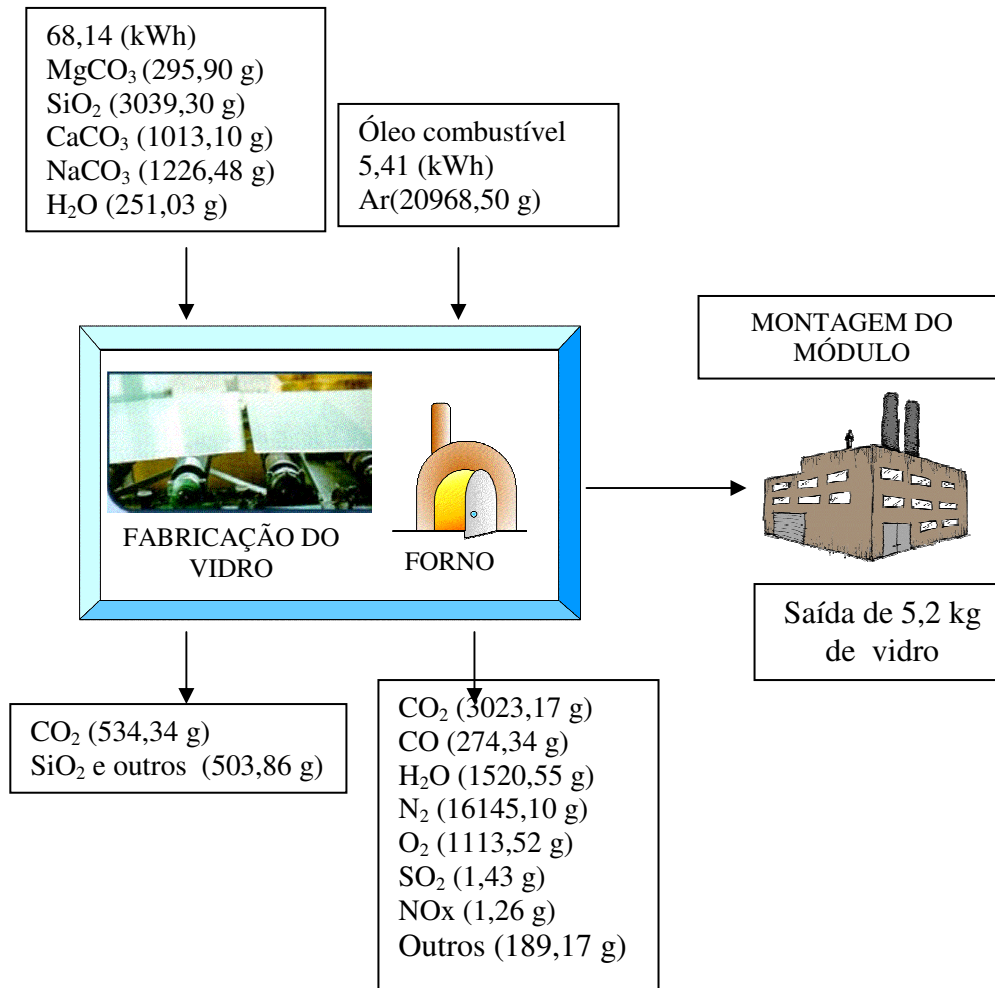 68,14 (kWh)
MgCO₃ (295,90 g)
SiO₂ (3039,30 g)
CaCO₃ (1013,10 g)
NaCO₃ (1226,48 g)
H₂O (251,03 g)
Óleo combustível
5,41 (kWh)
Ar(20968,50 g)
FABRICAÇÃO DO
VIDRO
FORNO
MONTAGEM DO
MÓDULO
Saída de 5,2 kg
de vidro
CO₂ (534,34 g)
SiO₂ e outros (503,86 g)
CO₂ (3023,17 g)
CO (274,34 g)
H₂O (1520,55 g)
N₂ (16145,10 g)
O₂ (1113,52 g)
SO₂ (1,43 g)
NOx (1,26 g)
Outros (189,17 g)